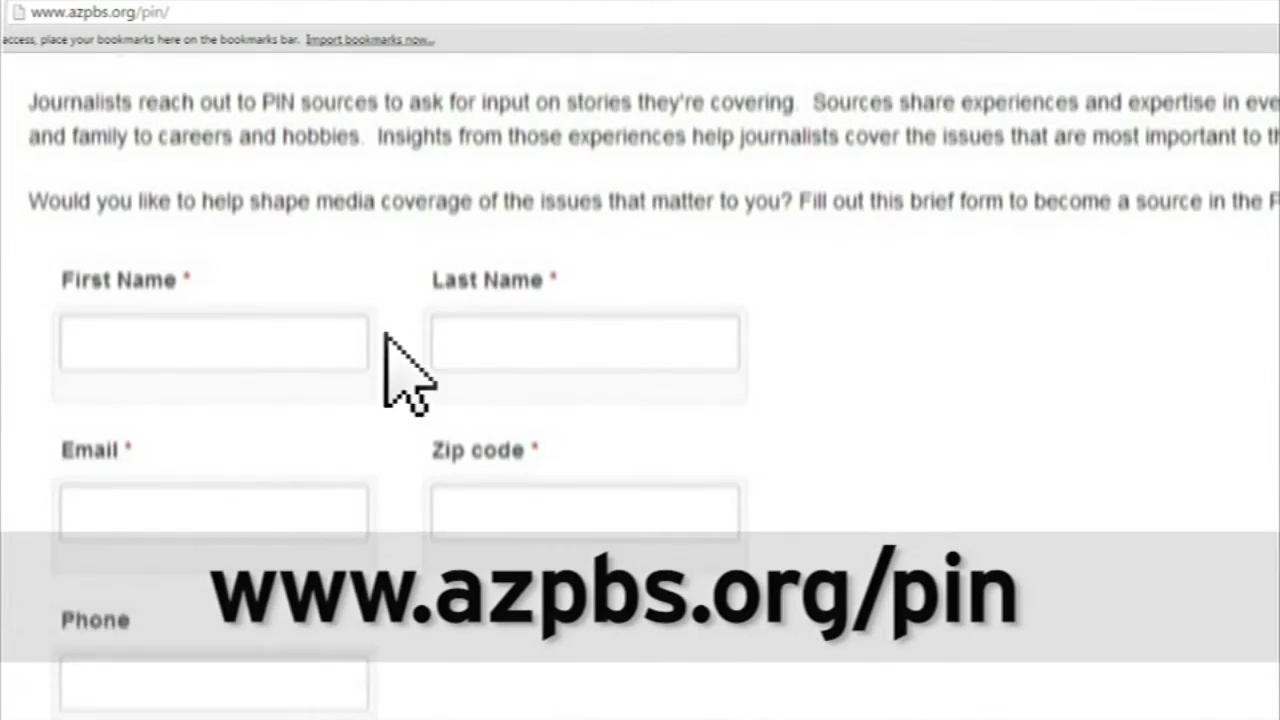 www.azpbs.org/pin/
access, place your bookmarks here on the bookmarks bar. Import bookmarks now...
Journalists reach out to PIN sources to ask for input on stories they're covering. Sources share experiences and expertise in eve
and family to careers and hobbies. Insights from those experiences help journalists cover the issues that are most important to th
Would you like to help shape media coverage of the issues that matter to you? Fill out this brief form to become a source in the P
First Name * Last Name *
Email * Zip code *
www.azpbs.org/pin
Phone